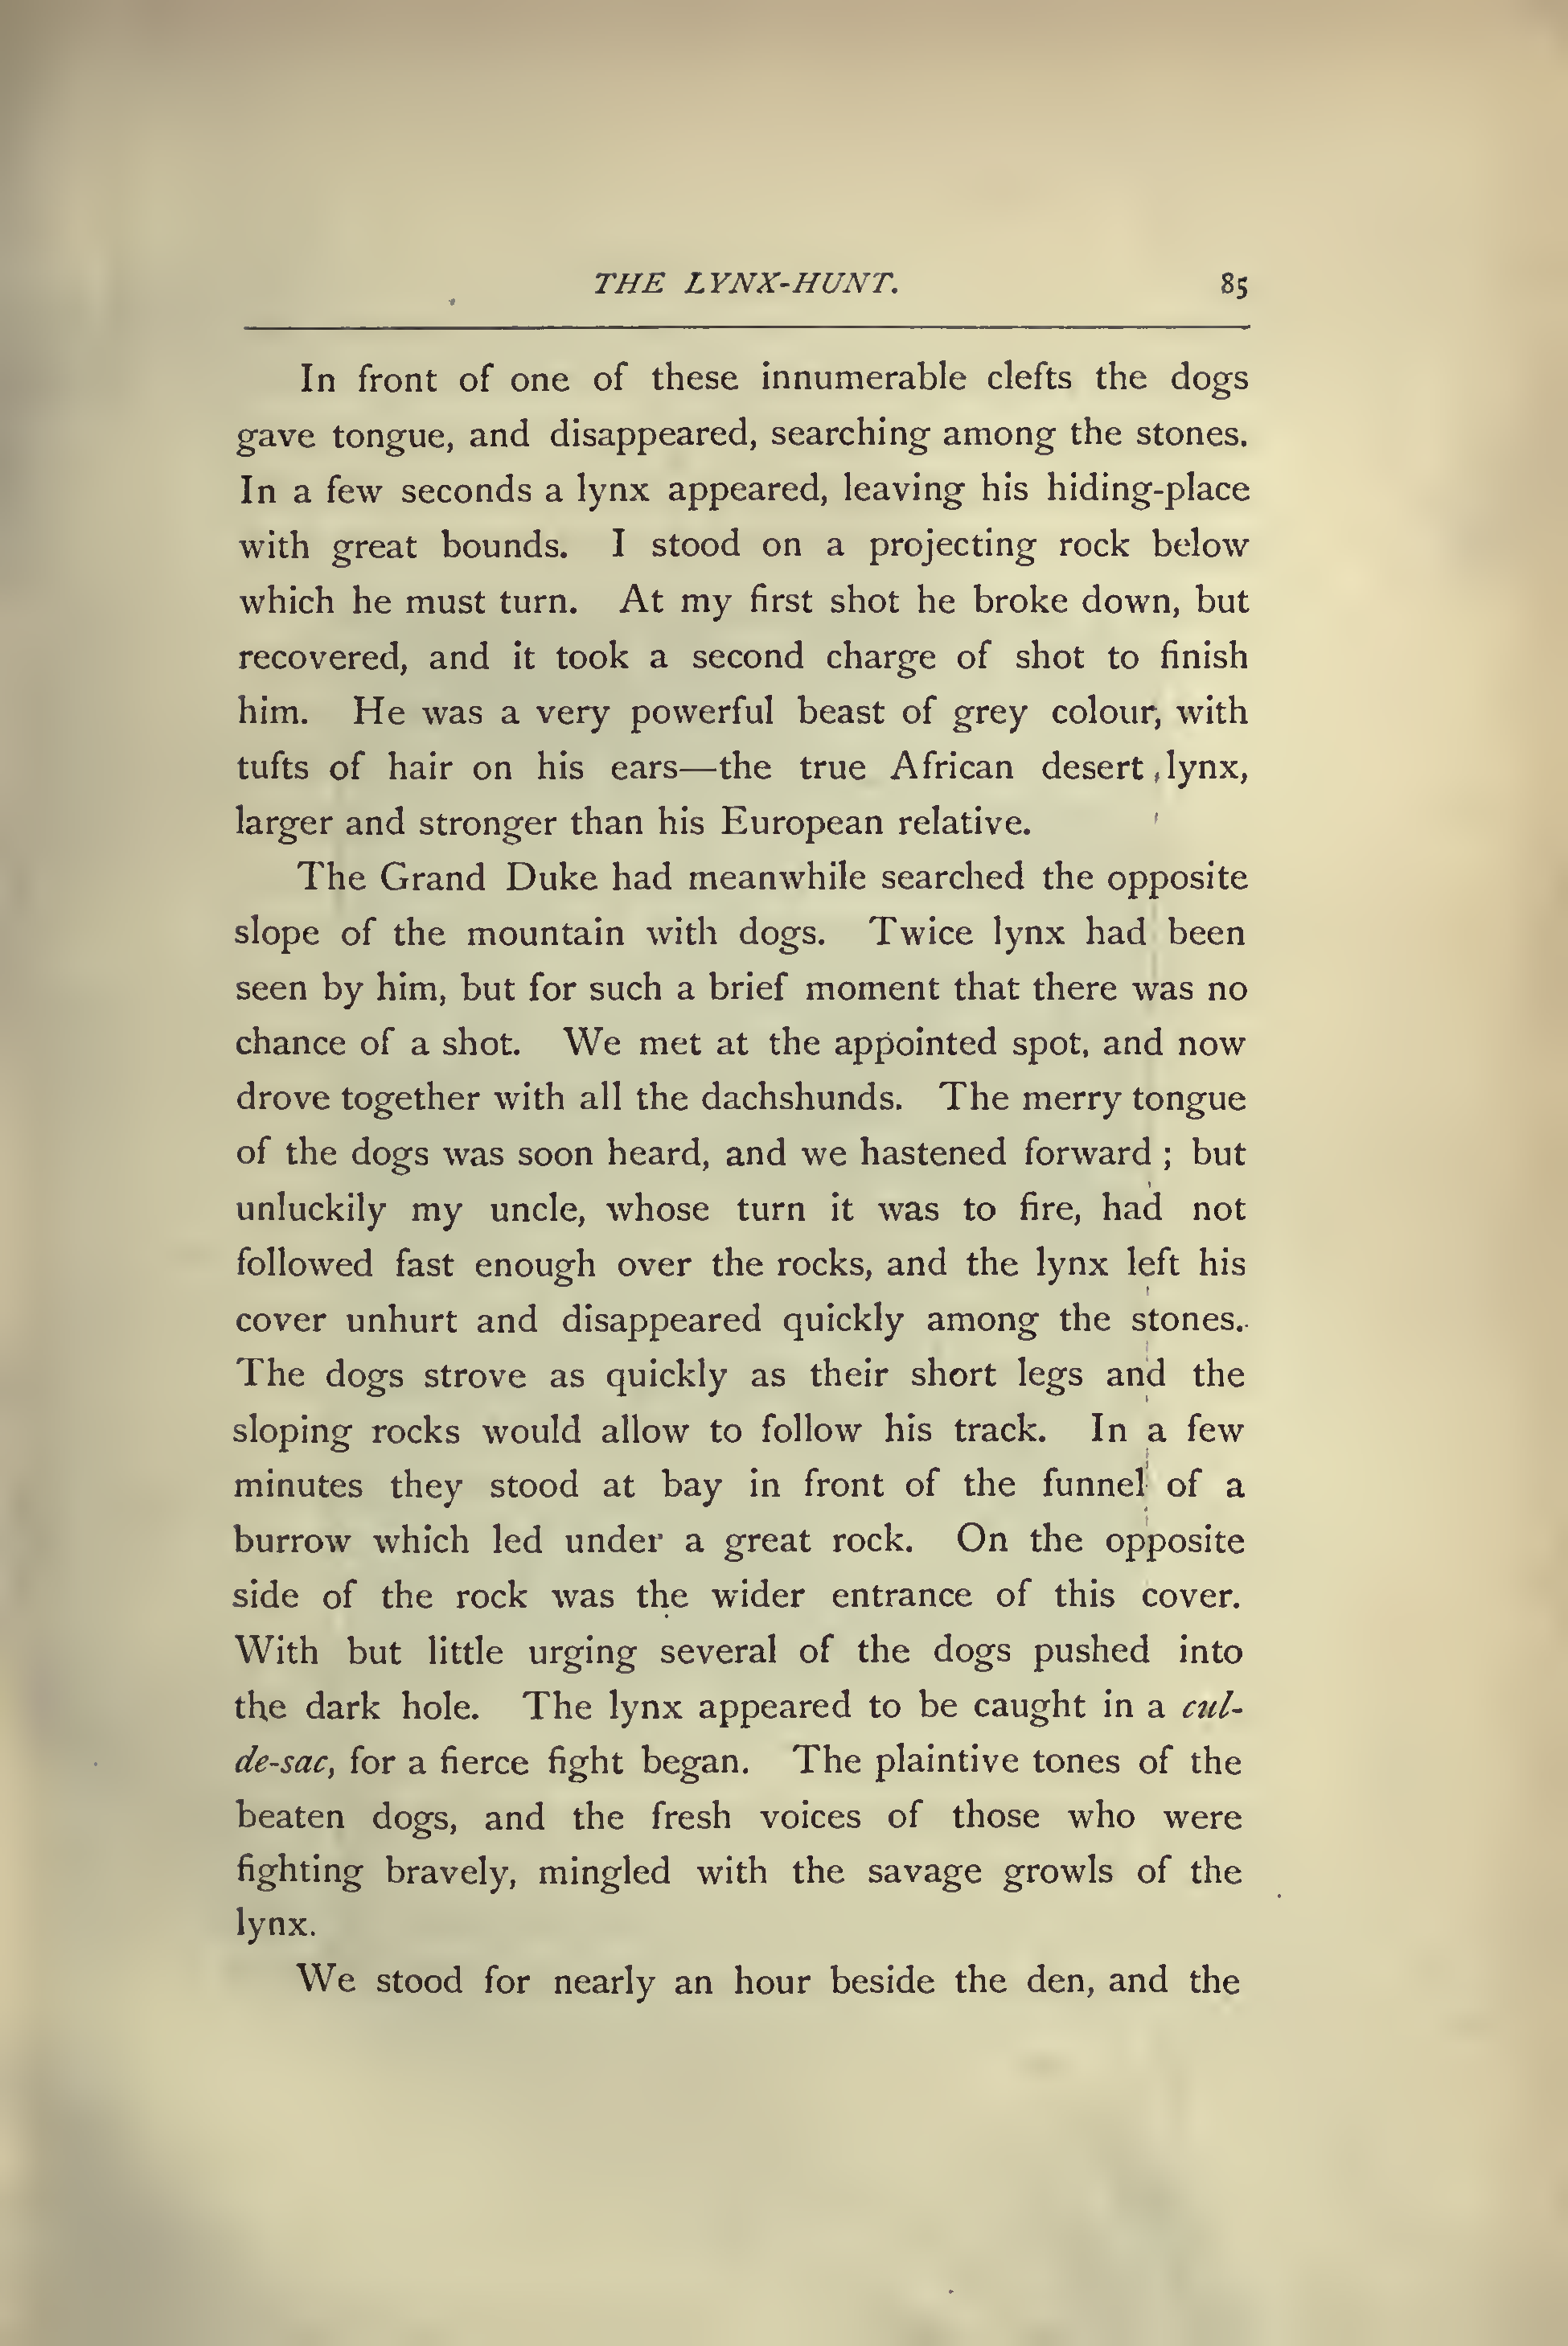 THE LYNX-HUNT. 85
In front of one of these innumerable clefts the dogs
gave tongue, and disappeared, searching among the stones.
In a few seconds a lynx appeared, leaving his hiding-place
with great bounds. I stood on a projecting rock below
which he must turn. At my first shot he broke down, but
recovered, and it took a second charge of shot to finish
him. He was a very powerful beast of grey colour, with
tufts of hair on his ears—the true African desert lynx,
larger and stronger than his European relative.
The Grand Duke had meanwhile searched the opposite
slope of the mountain with dogs. Twice lynx had been
seen by him, but for such a brief moment that there was no
chance of a shot. We met at the appointed spot, and now
drove together with all the dachshunds. The merry tongue
of the dogs was soon heard, and we hastened forward ; but
unluckily my uncle, whose turn it was to fire, had not
followed fast enough over the rocks, and the lynx left his
cover unhurt and disappeared quickly among the stones.
The dogs strove as quickly as their short legs and the
sloping rocks would allow to follow his track. In a few
minutes they stood at bay in front of the funnel of a
burrow which led under a great rock. On the opposite
side of the rock was the wider entrance of this cover.
With but little urging several of the dogs pushed into
the dark hole. The lynx appeared to be caught in a cul-
de-sac, for a fierce fight began. The plaintive tones of the
beaten dogs, and the fresh voices of those who were
fighting bravely, mingled with the savage growls of the
lynx.
We stood for nearly an hour beside the den, and the